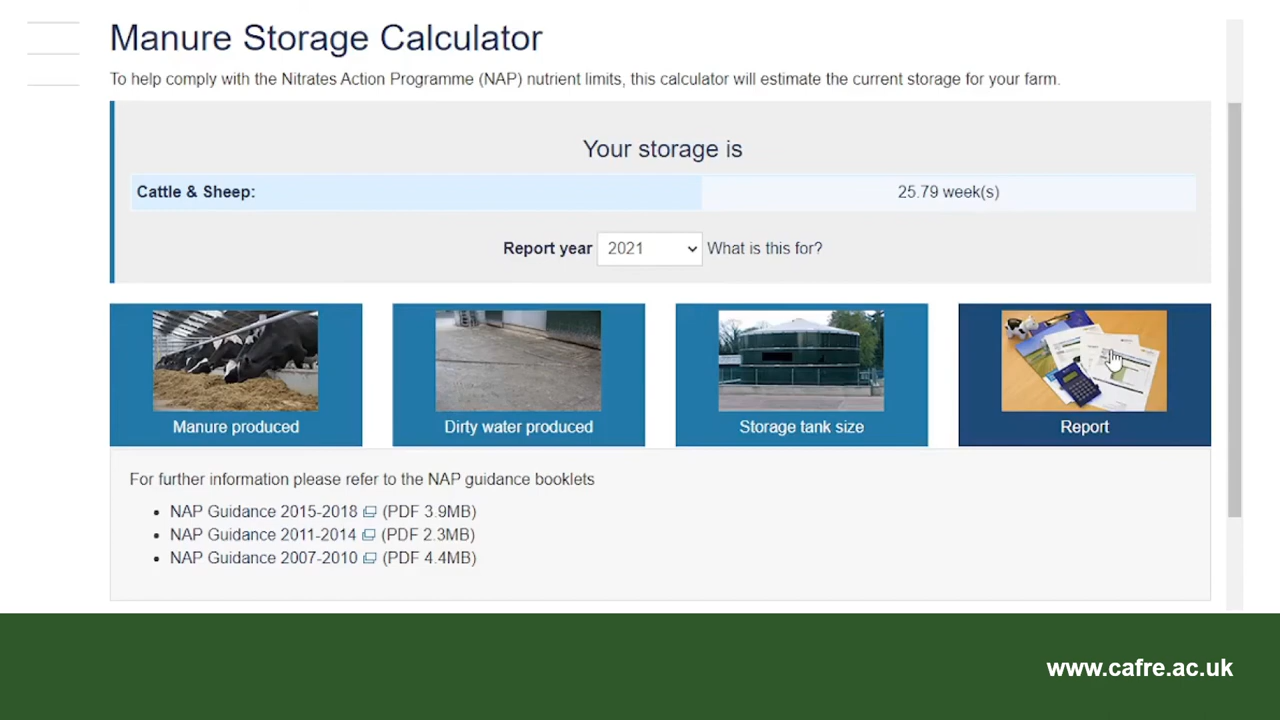 Manure Storage Calculator
To help comply with the Nitrates Action Programme (NAP) nutrient limits, this calculator will estimate the current storage for your farm.
Your storage is
Cattle & Sheep: 25.79 week(s)
Report year 2021 What is this for?
Manure produced
Dirty water produced
Storage tank size
Report
For further information please refer to the NAP guidance booklets
• NAP Guidance 2015-2018 (PDF 3.9MB)
• NAP Guidance 2011-2014 (PDF 2.3MB)
• NAP Guidance 2007-2010 (PDF 4.4MB)
www.cafre.ac.uk